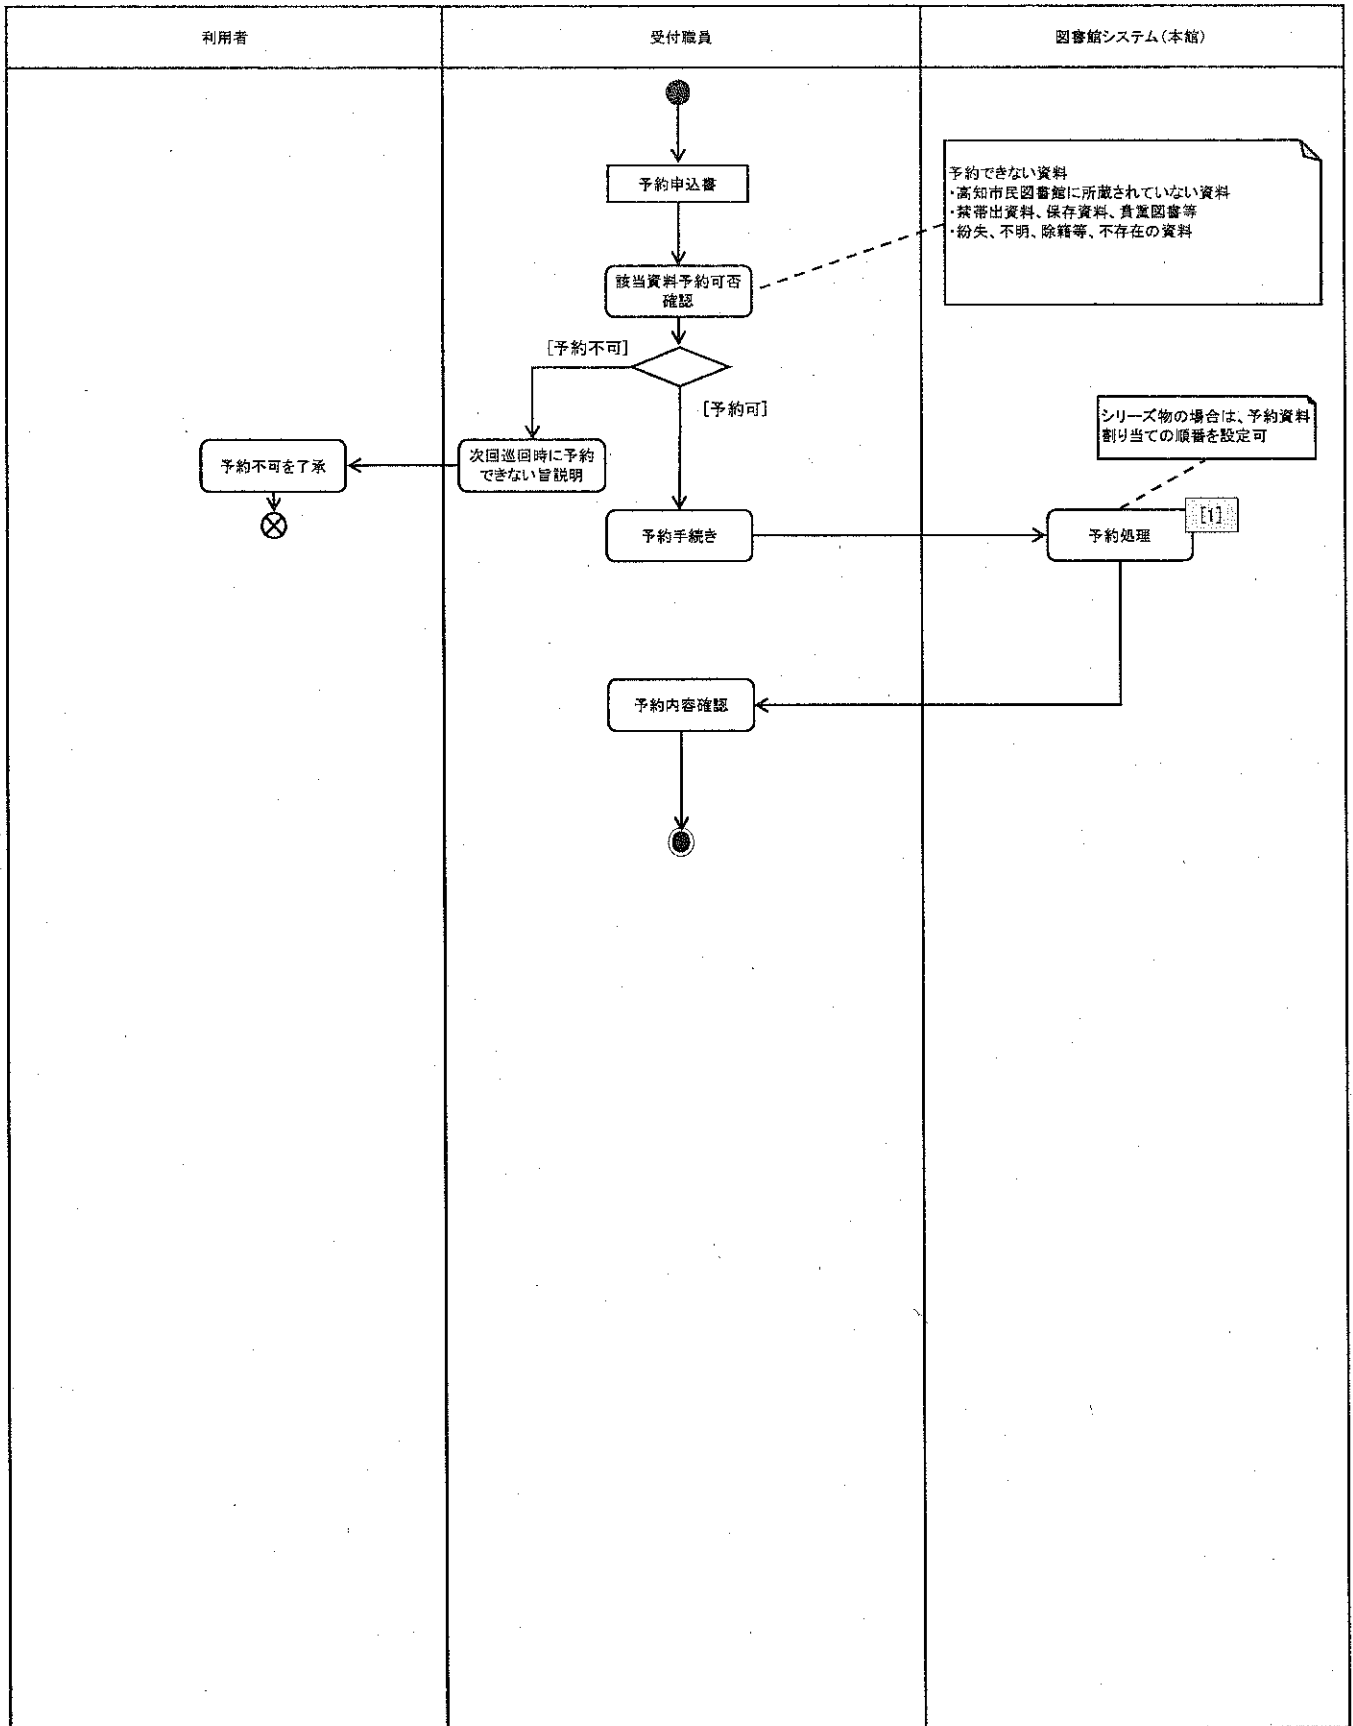 利用者
受付職員
図書館システム(本館)
予約申込書
予約できない資料
・高知市民図書館に所蔵されていない資料
・禁帯出資料、保存資料、貴重図書等
・紛失、不明、除籍等、不存在の資料
該当資料予約可否
確認
[予約不可]
[予約可]
シリーズ物の場合は、予約資料
割り当ての順番を設定可
予約不可を了承
次回巡回時に予約
できない旨説明
予約手続き
予約処理
[1]
予約内容確認